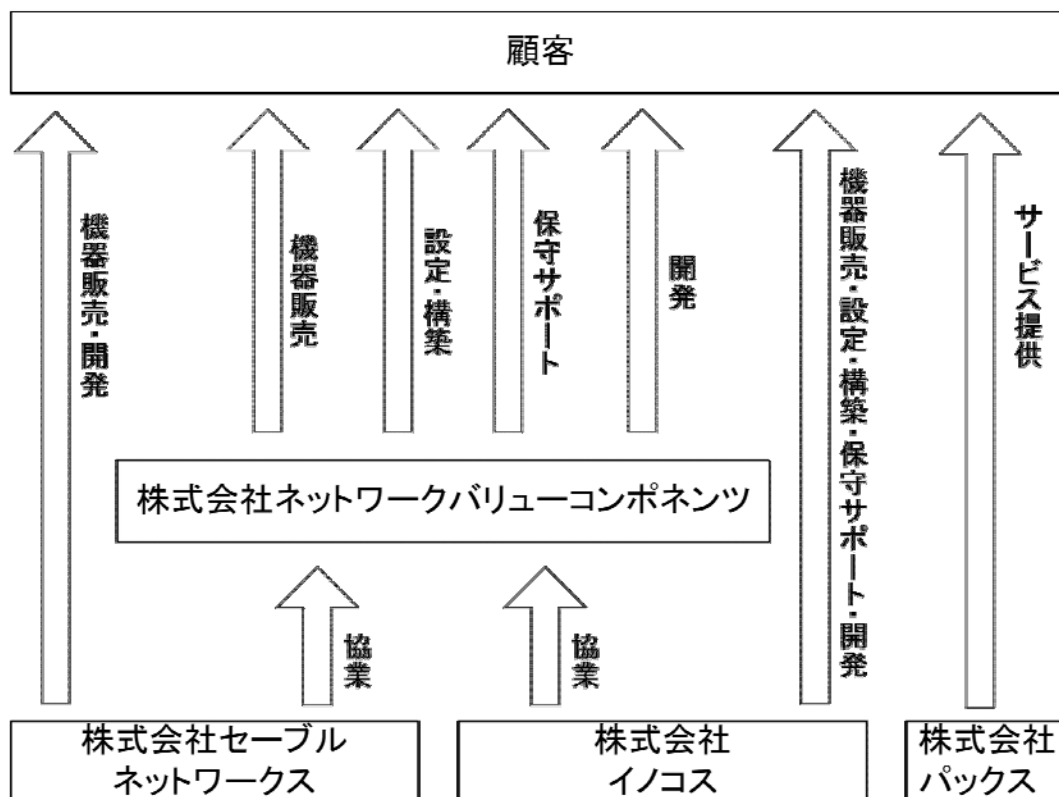 顧客
機器販売・開発
機器販売
設定・構築
保守サポート
開発
機器販売・設定・構築・保守サポート・開発
サービス提供
株式会社ネットワークバリューコンポネンツ
協業
協業
株式会社セーブル
ネットワークス
株式会社
イノコス
株式会社
パックス